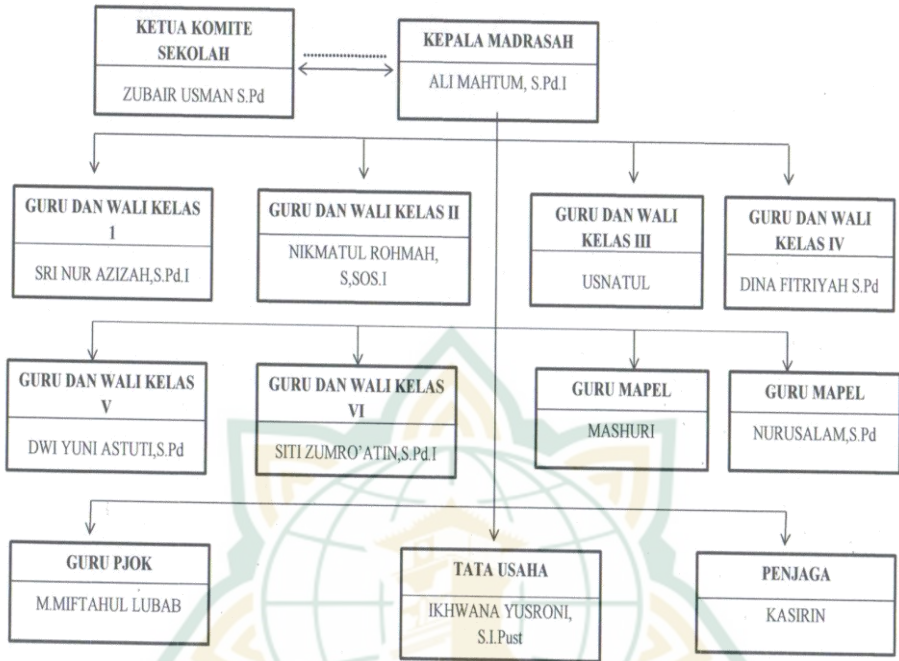 KETUA KOMITE
SEKOLAH
ZUBAIR USMAN S.Pd
KEPALA MADRASAH
ALI MAHTUM, S.Pd.I
GURU DAN WALI KELAS
1
SRI NUR AZIZAH,S.Pd.I
GURU DAN WALI KELAS II
NIKMATUL ROHMAH,
S,SOS.I
GURU DAN WALI
KELAS III
USNATUL
GURU DAN WALI
KELAS IV
DINA FITRIYAH S.Pd
GURU DAN WALI KELAS
V
DWI YUNI ASTUTI,S.Pd
GURU DAN WALI KELAS
VI
SITI ZUMRO'ATIN,S.Pd.I
GURU MAPEL
MASHURI
GURU MAPEL
NURUSALAM,S.Pd
GURU PJOK
M.MIFTAHUL LUBAB
TATA USAHA
IKHWANA YUSRONI,
S.I.Pust
PENJAGA
KASIRIN